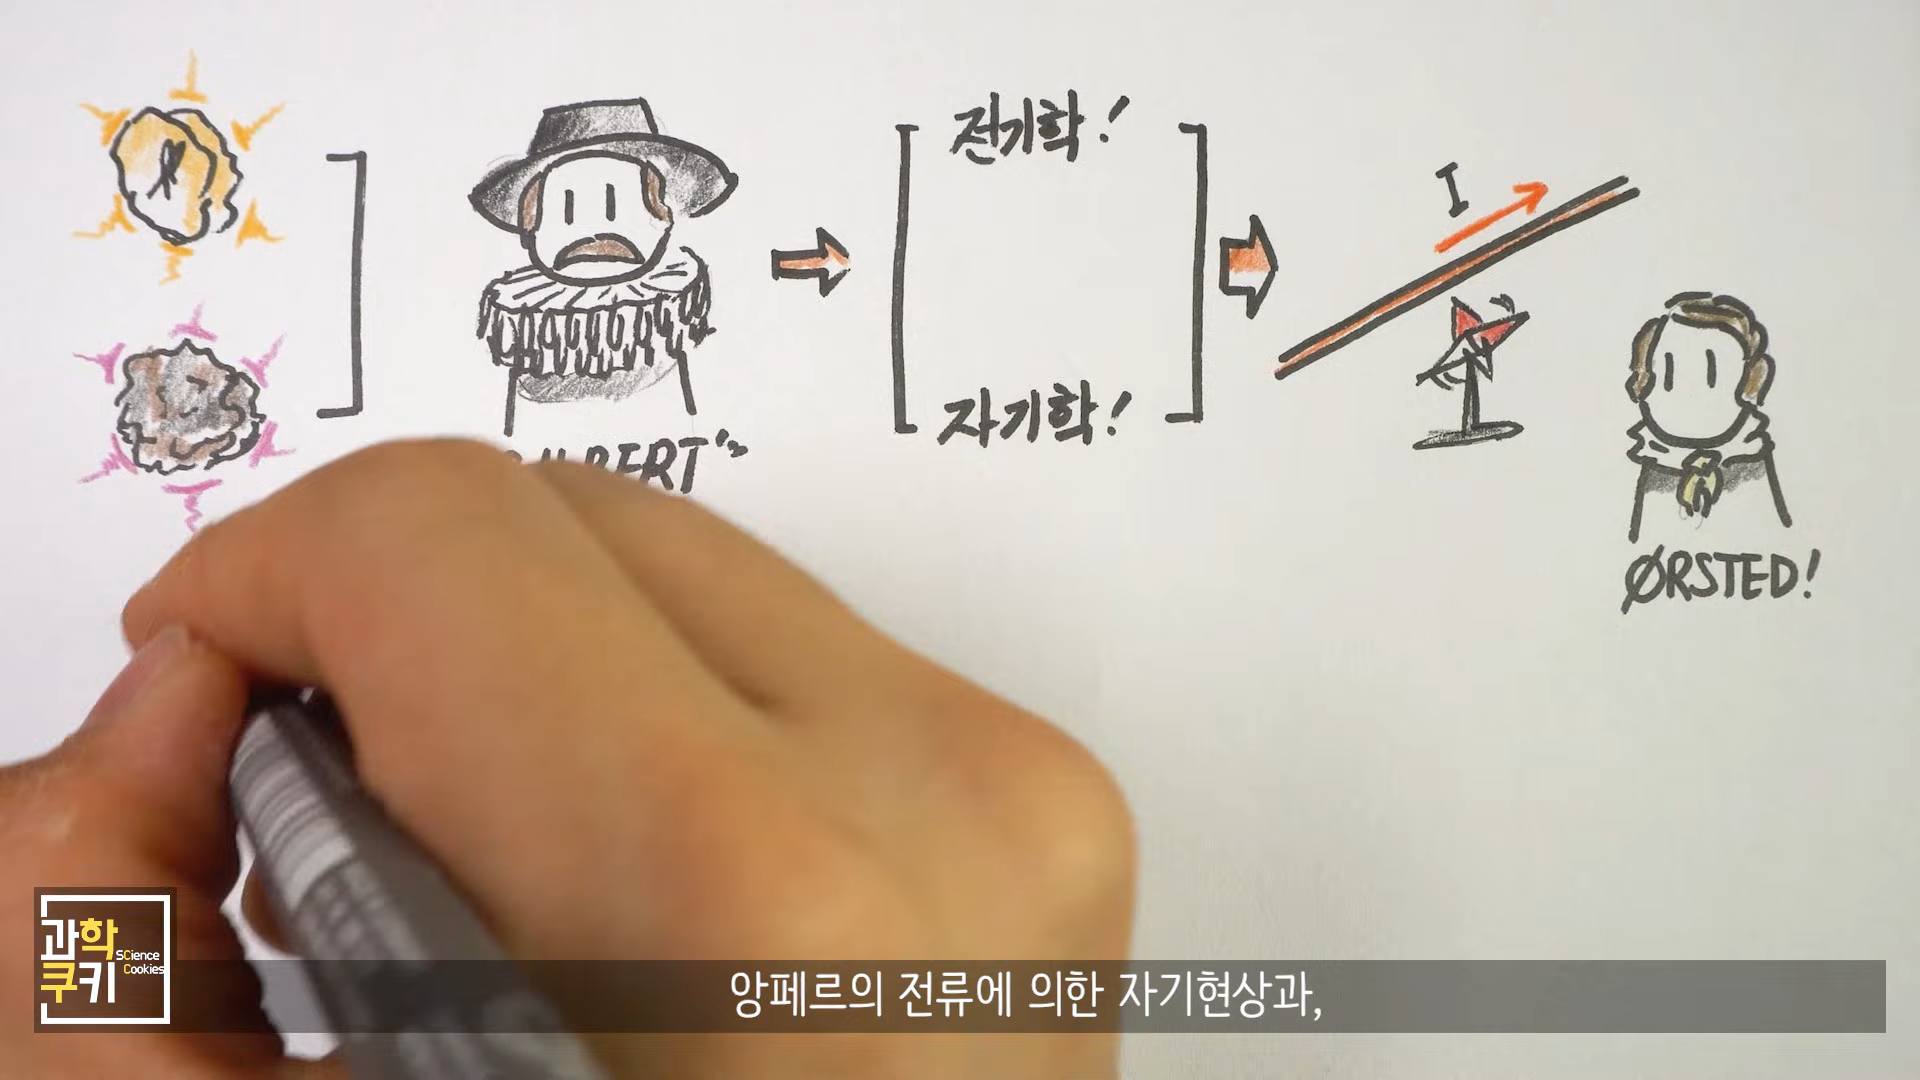 전기학!
I
자기학!
ØRSTED!
과학
쿠키
SCience
Cookies
앙페르의 전류에 의한 자기현상과,